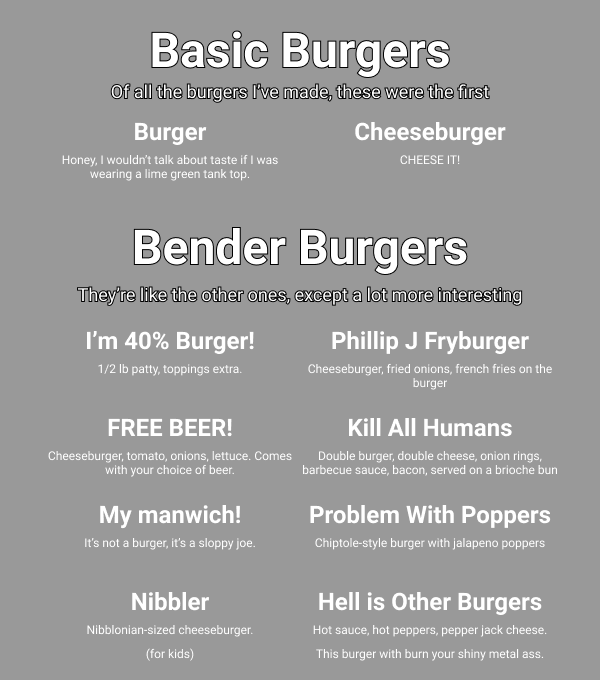 Basic Burgers
Of all the burgers I've made, these were the first
Burger
Honey, I wouldn't talk about taste if I was
wearing a lime green tank top.
Cheeseburger
CHEESE IT!
Bender Burgers
They're like the other ones, except a lot more interesting
I'm 40% Burger!
1/2 lb patty, toppings extra.
Phillip J Fryburger
Cheeseburger, fried onions, french fries on the
burger
FREE BEER!
Cheeseburger, tomato, onions, lettuce. Comes
with your choice of beer.
Kill All Humans
Double burger, double cheese, onion rings,
barbecue sauce, bacon, served on a brioche bun
My manwich!
It's not a burger, it's a sloppy joe.
Problem With Poppers
Chiptole-style burger with jalapeno poppers
Nibbler
Nibblonian-sized cheeseburger.
(for kids)
Hell is Other Burgers
Hot sauce, hot peppers, pepper jack cheese.
This burger with burn your shiny metal ass.